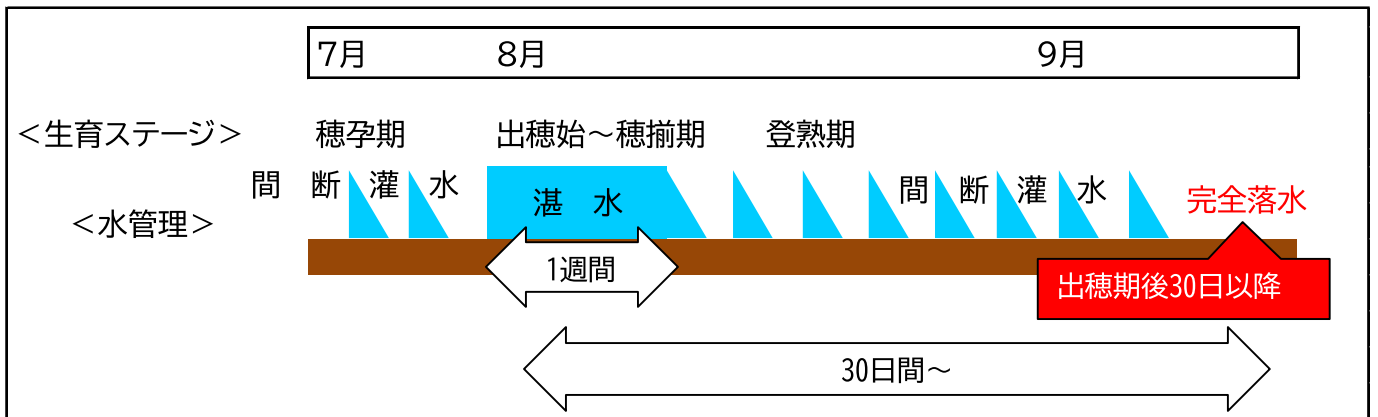 7月 8月 9月
＜生育ステージ＞ 穂孕期 出穂始～穂揃期 登熟期
間 断 灌 水 湛 水 間 断 灌 水 完全落水
＜水管理＞
1週間
出穂期後30日以降
30日間～